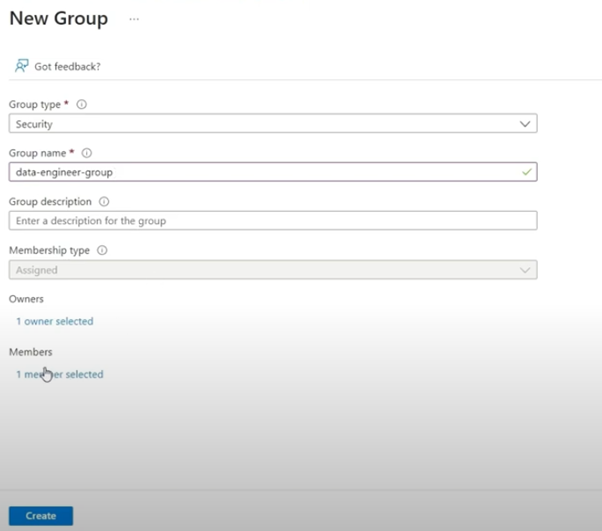 New Group ...
Got feedback?
Group type *
Security
Group name *
data-engineer-group
Group description
Enter a description for the group
Membership type
Assigned
Owners
1 owner selected
Members
1 member selected
Create